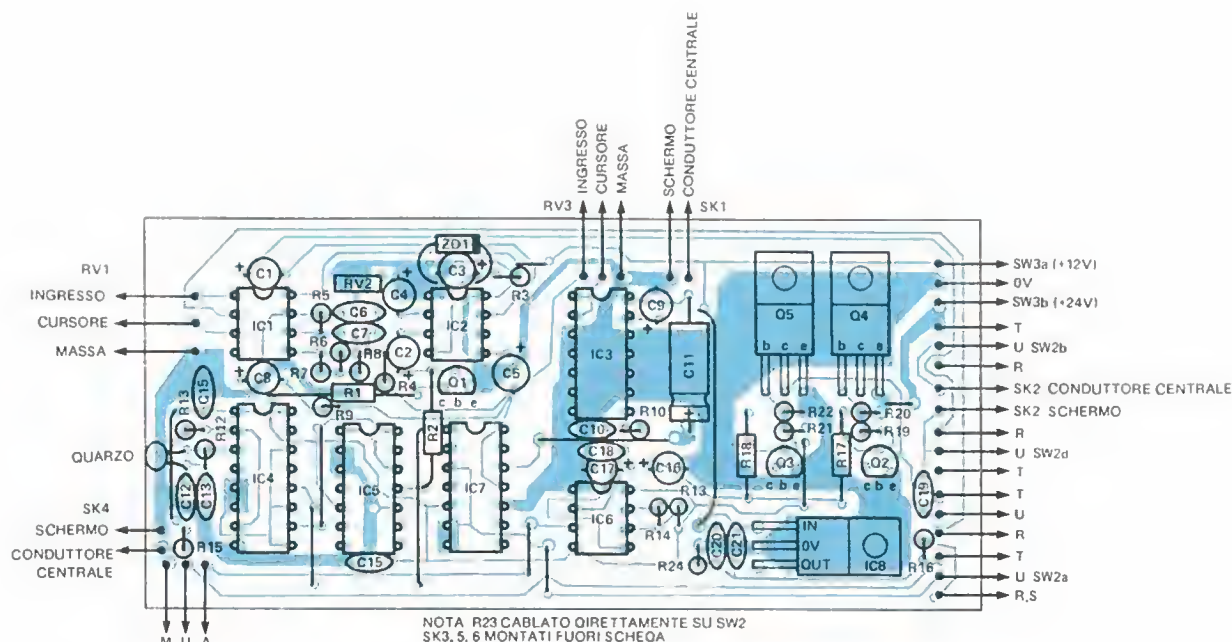 INGRESSO
CURSORE
MASSA
SCHERMO
CONDUTTORE CENTRALE
RV3
SK1
RV1
INGRESSO
CURSORE
MASSA
QUARZO
SK4
SCHERMO
CONDUTTORE
CENTRALE
M U A
C1
IC1
R5
RV2
C6
C7
R6
R7
R8
C4
C2
ZD1
C3
IC2
R3
C8
R1
R4
Q1
c b e
C5
R9
R2
C15
R13
R12
C12
C13
R15
IC4
IC5
C15
IC7
IC3
C9
C11
C10
R10
C18
C17
C16
IC6
R14
R13
R24
C20
C21
Q5
b c e
Q4
b c e
R22
R21
R20
R19
R18
Q3
c b e
R17
Q2
c b e
C19
IN
0V
OUT
IC8
R16
SW3a (+12V)
0V
SW3b (+24V)
T
U SW2b
R
SK2 CONDUTTORE CENTRALE
SK2 SCHERMO
R
U SW2d
T
T
U
R
T
U SW2a
R,S
NOTA R23 CABLATO DIRETTAMENTE SU SW2
SK3, 5, 6 MONTATI FUORI SCHEDA